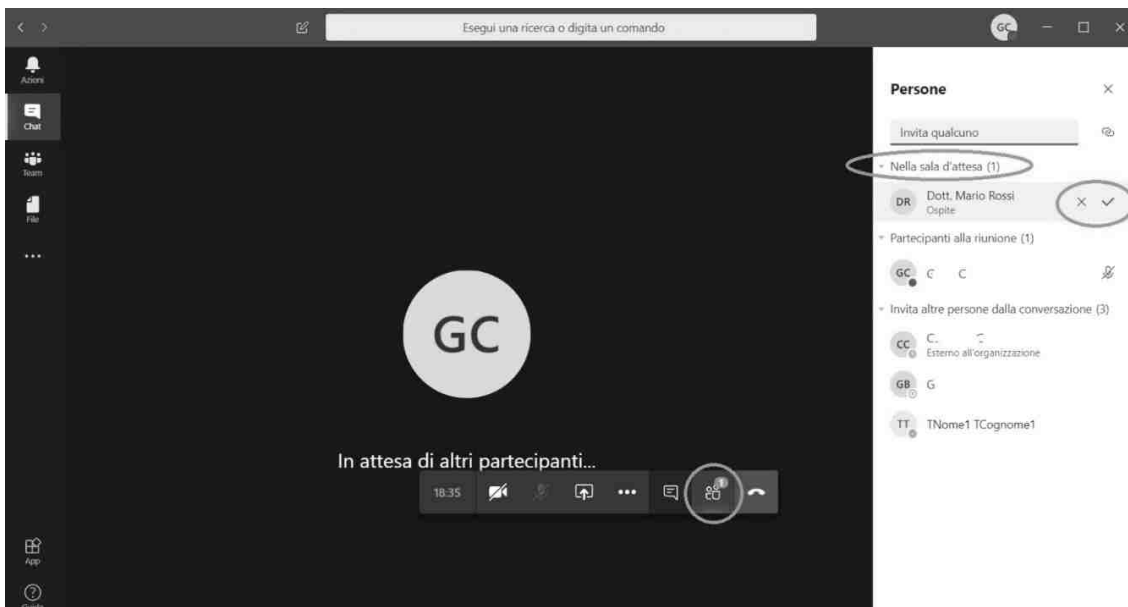 Esegui una ricerca o digita un comando
GC
Azioni
Chat
Team
File
App
GC
In attesa di altri partecipanti...
18:35
1
Persone
Invita qualcuno
Nella sala d'attesa (1)
DR
Dott. Mario Rossi
Ospite
Partecipanti alla riunione (1)
GC C C
Invita altre persone dalla conversazione (3)
CC C.
Esterno all'organizzazione
GB G
TT TNome1 TCognome1